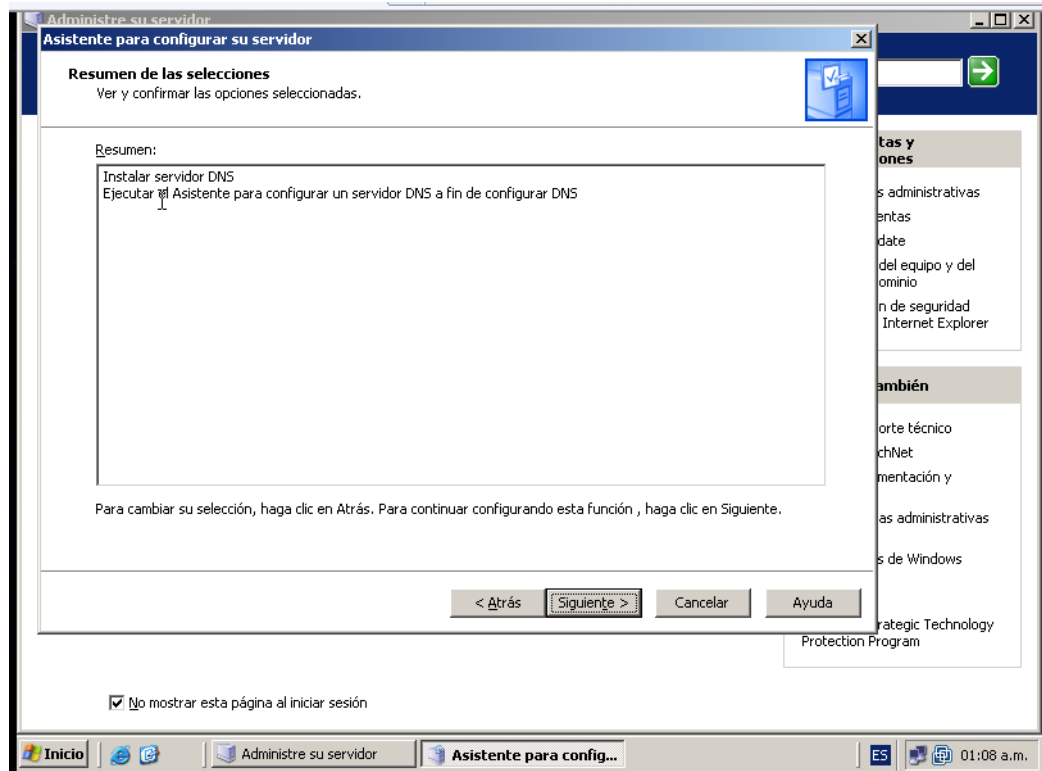 Administre su servidor
Asistente para configurar su servidor
Resumen de las selecciones
Ver y confirmar las opciones seleccionadas.
Resumen:
Instalar servidor DNS
Ejecutar el Asistente para configurar un servidor DNS a fin de configurar DNS
Para cambiar su selección, haga clic en Atrás. Para continuar configurando esta función , haga clic en Siguiente.
< Atrás
Siguiente >
Cancelar
Ayuda
tas y
ones
s administrativas
entas
date
del equipo y del
ominio
n de seguridad
Internet Explorer
ambién
orte técnico
chNet
mentación y
as administrativas
s de Windows
rategic Technology
Protection Program
No mostrar esta página al iniciar sesión
Inicio
Administre su servidor
Asistente para config...
ES
01:08 a.m.